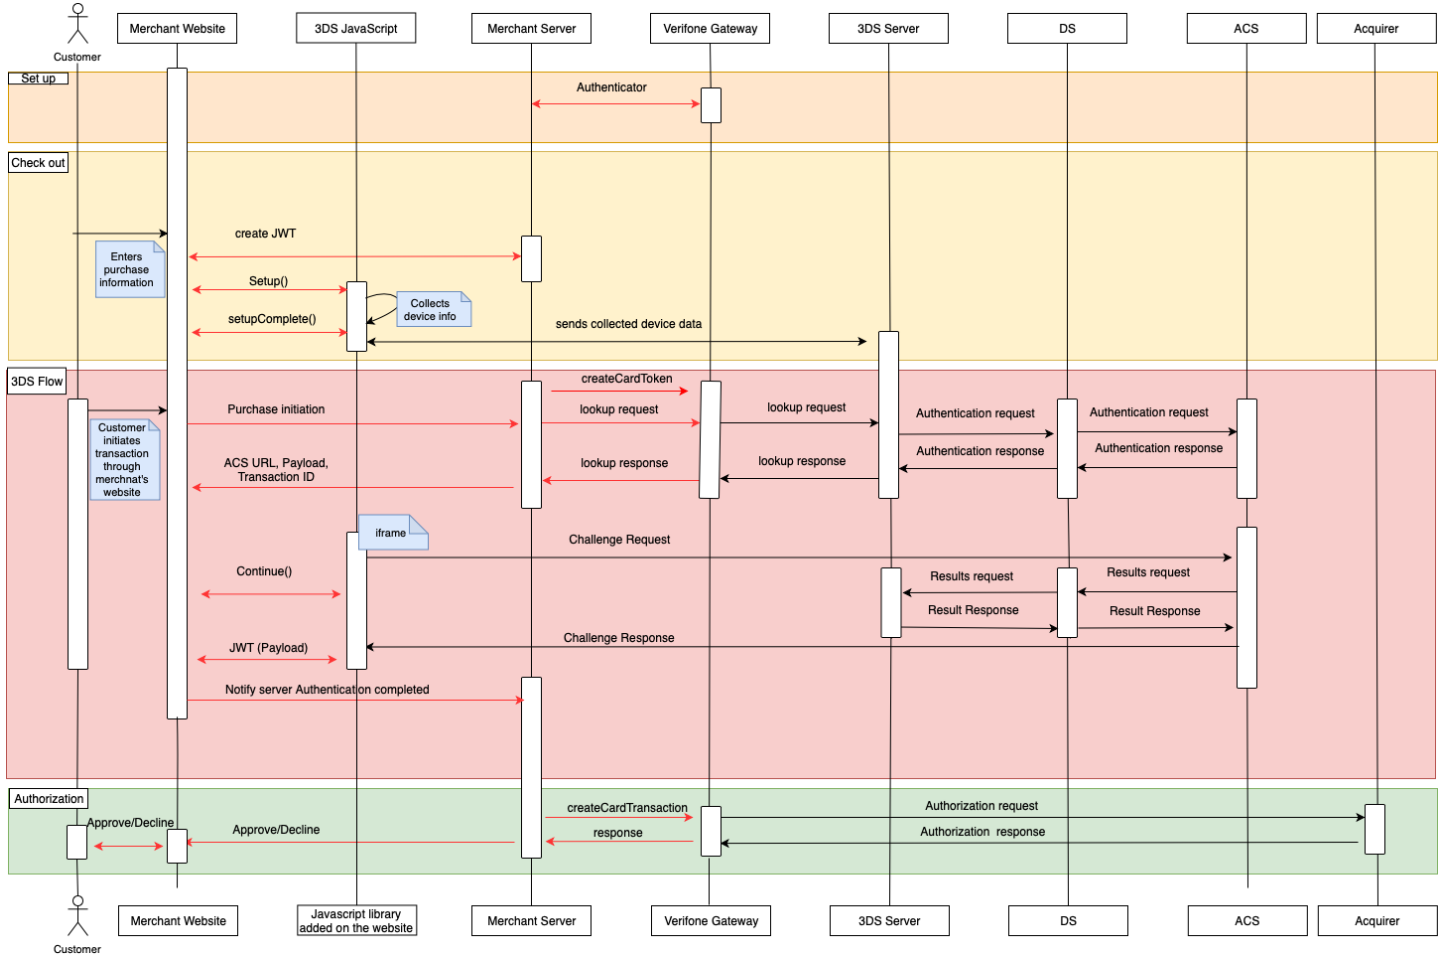 Customer
Merchant Website
3DS JavaScript
Merchant Server
Verifone Gateway
3DS Server
DS
ACS
Acquirer
Set up
Authenticator
Check out
create JWT
Enters
purchase
information
Setup()
Collects
device info
setupComplete()
sends collected device data
3DS Flow
createCardToken
Purchase initiation
lookup request
lookup request
Authentication request
Authentication request
Customer
initiates
transaction
through
merchnat's
website
ACS URL, Payload,
Transaction ID
lookup response
lookup response
Authentication response
Authentication response
iframe
Challenge Request
Continue()
Results request
Results request
Result Response
Result Response
Challenge Response
JWT (Payload)
Notify server Authentication completed
Authorization
createCardTransaction
Authorization request
Approve/Decline
Approve/Decline
response
Authorization response
Customer
Merchant Website
Javascript library
added on the website
Merchant Server
Verifone Gateway
3DS Server
DS
ACS
Acquirer